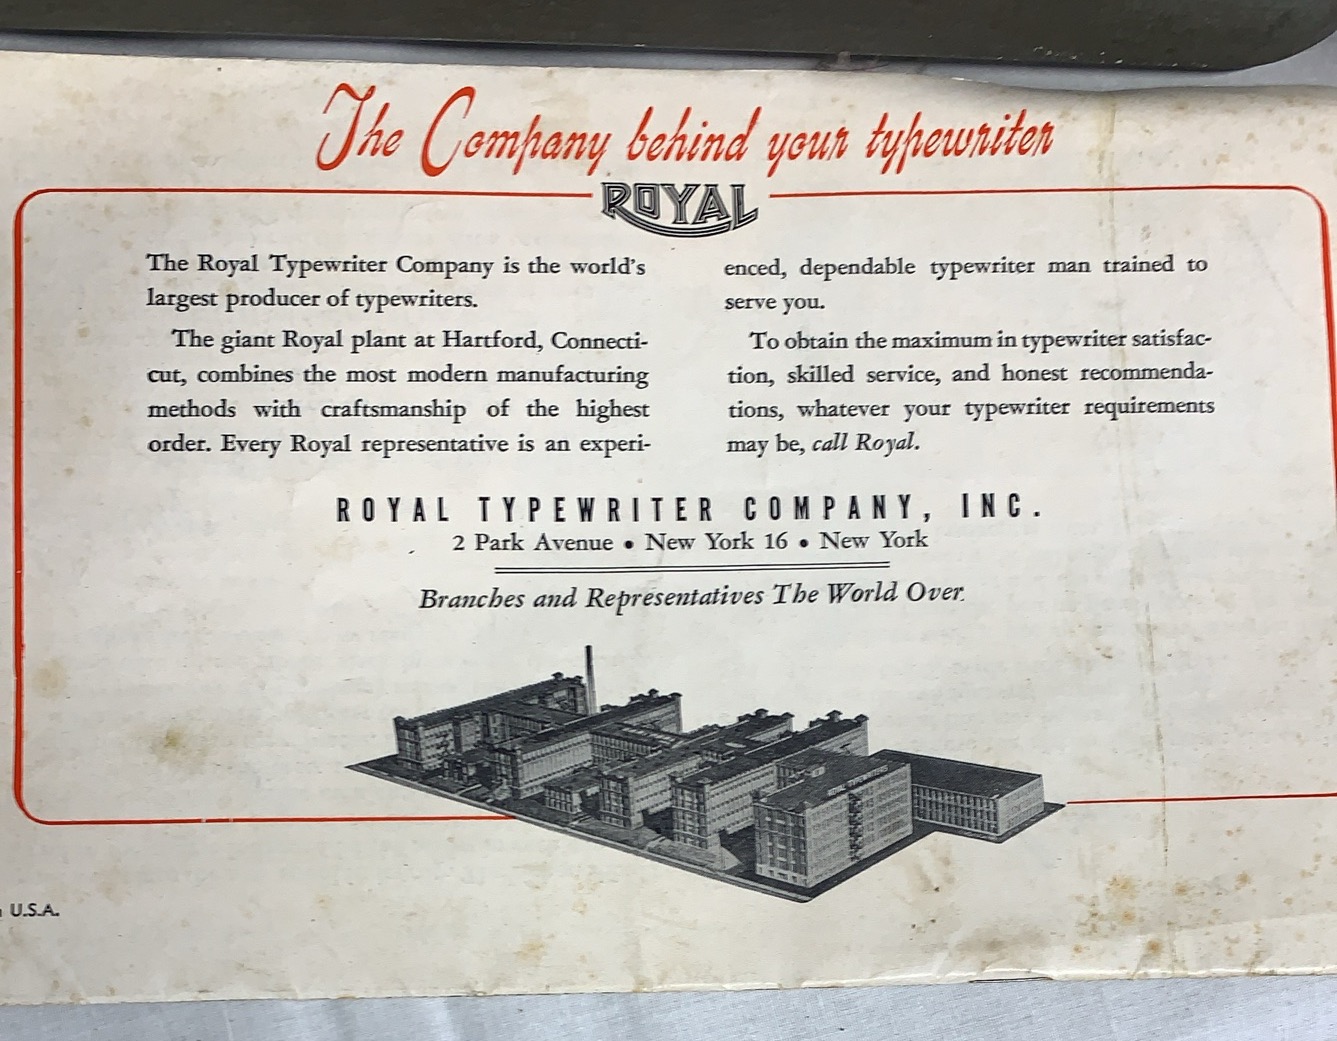 The Company behind your typewriter
ROYAL
The Royal Typewriter Company is the world's
largest producer of typewriters.
The giant Royal plant at Hartford, Connecti-
cut, combines the most modern manufacturing
methods with craftsmanship of the highest
order. Every Royal representative is an experi-
enced, dependable typewriter man trained to
serve you.
To obtain the maximum in typewriter satisfac-
tion, skilled service, and honest recommenda-
tions, whatever your typewriter requirements
may be, call Royal.
ROYAL TYPEWRITER COMPANY, INC.
2 Park Avenue • New York 16 • New York
Branches and Representatives The World Over.
ROYAL TYPEWRITERS
U.S.A.